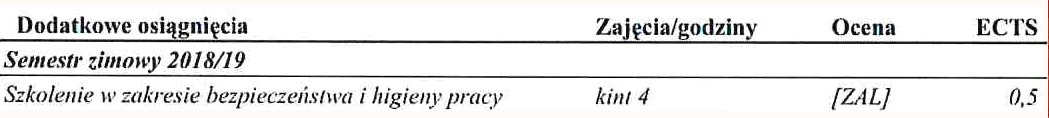 Dodatkowe osiągnięcia Zajęcia/godziny Ocena ECTS
Semestr zimowy 2018/19
Szkolenie w zakresie bezpieczeństwa i higieny pracy kint 4 [ZAL] 0,5